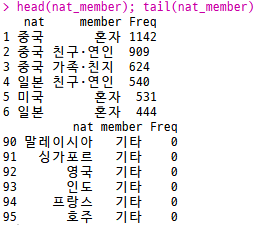 > head(nat_member); tail(nat_member)
nat member Freq
1 중국 혼자 1142
2 중국 친구·연인 909
3 중국 가족·친지 624
4 일본 친구·연인 540
5 미국 혼자 531
6 일본 혼자 444
nat member Freq
90 말레이시아 기타 0
91 싱가포르 기타 0
92 영국 기타 0
93 인도 기타 0
94 프랑스 기타 0
95 호주 기타 0